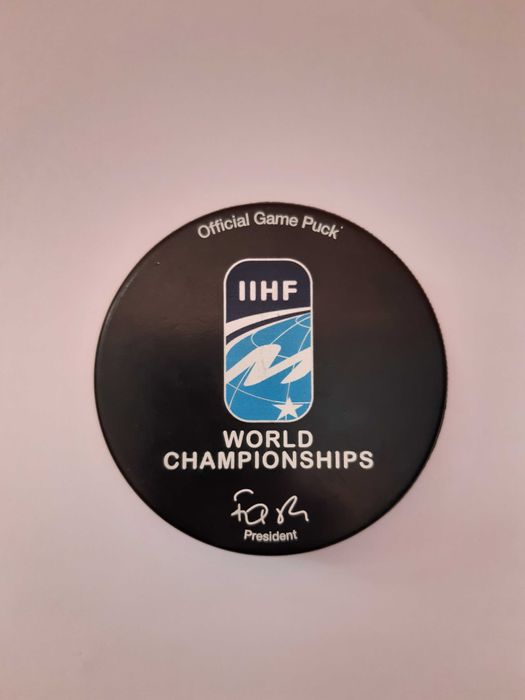 Official Game Puck
IIHF
WORLD
CHAMPIONSHIPS
President